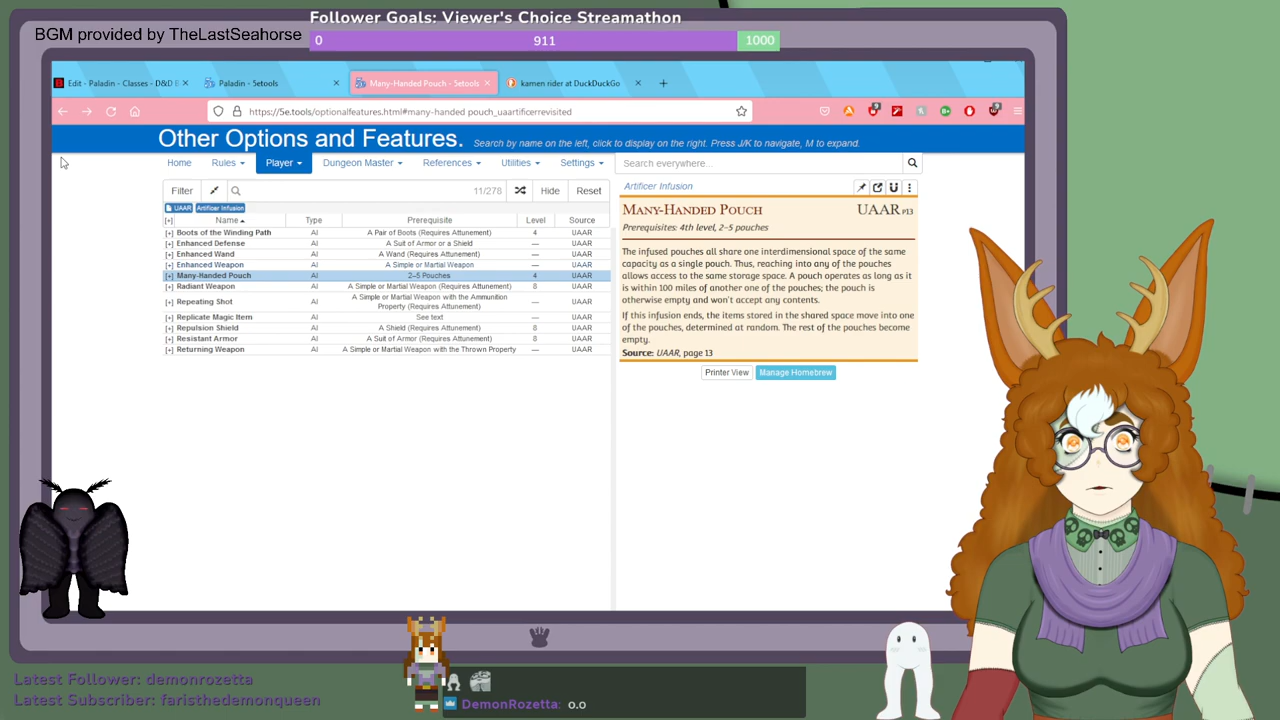 Follower Goals: Viewer's Choice Streamathon
BGM provided by TheLastSeahorse
0 911 1000
Edit - Paladin - Classes - D&D B
Paladin - 5etools
Many-Handed Pouch - 5etools
kamen rider at DuckDuckGo
https://5e.tools/optionalfeatures.html#many-handed pouch_uaartificerrevisited
Other Options and Features. Search by name on the left, click to display on the right. Press J/K to navigate, M to expand.
Home Rules Player Dungeon Master References Utilities Settings Search everywhere...
Filter 11/278 Hide Reset
UAAR Artificer Infusion
[+] Name Type Prerequisite Level Source
[+] Boots of the Winding Path AI A Pair of Boots (Requires Attunement) 4 UAAR
[+] Enhanced Defense AI A Suit of Armor or a Shield — UAAR
[+] Enhanced Wand AI A Wand (Requires Attunement) — UAAR
[+] Enhanced Weapon AI A Simple or Martial Weapon — UAAR
[+] Many-Handed Pouch AI 2–5 Pouches 4 UAAR
[+] Radiant Weapon AI A Simple or Martial Weapon (Requires Attunement) 8 UAAR
[+] Repeating Shot AI A Simple or Martial Weapon with the Ammunition
Property (Requires Attunement) — UAAR
[+] Replicate Magic Item AI See text — UAAR
[+] Repulsion Shield AI A Shield (Requires Attunement) 8 UAAR
[+] Resistant Armor AI A Suit of Armor (Requires Attunement) 8 UAAR
[+] Returning Weapon AI A Simple or Martial Weapon with the Thrown Property — UAAR
Artificer Infusion
Many-Handed Pouch UAAR p13
Prerequisites: 4th level, 2–5 pouches
The infused pouches all share one interdimensional space of the same
capacity as a single pouch. Thus, reaching into any of the pouches
allows access to the same storage space. A pouch operates as long as it
is within 100 miles of another one of the pouches; the pouch is
otherwise empty and won't accept any contents.
If this infusion ends, the items stored in the shared space move into one
of the pouches, determined at random. The rest of the pouches become
empty.
Source: UAAR, page 13
Printer View Manage Homebrew
Latest Follower: demonrozetta
Latest Subscriber: faristhedemonqueen
DemonRozetta: o.o